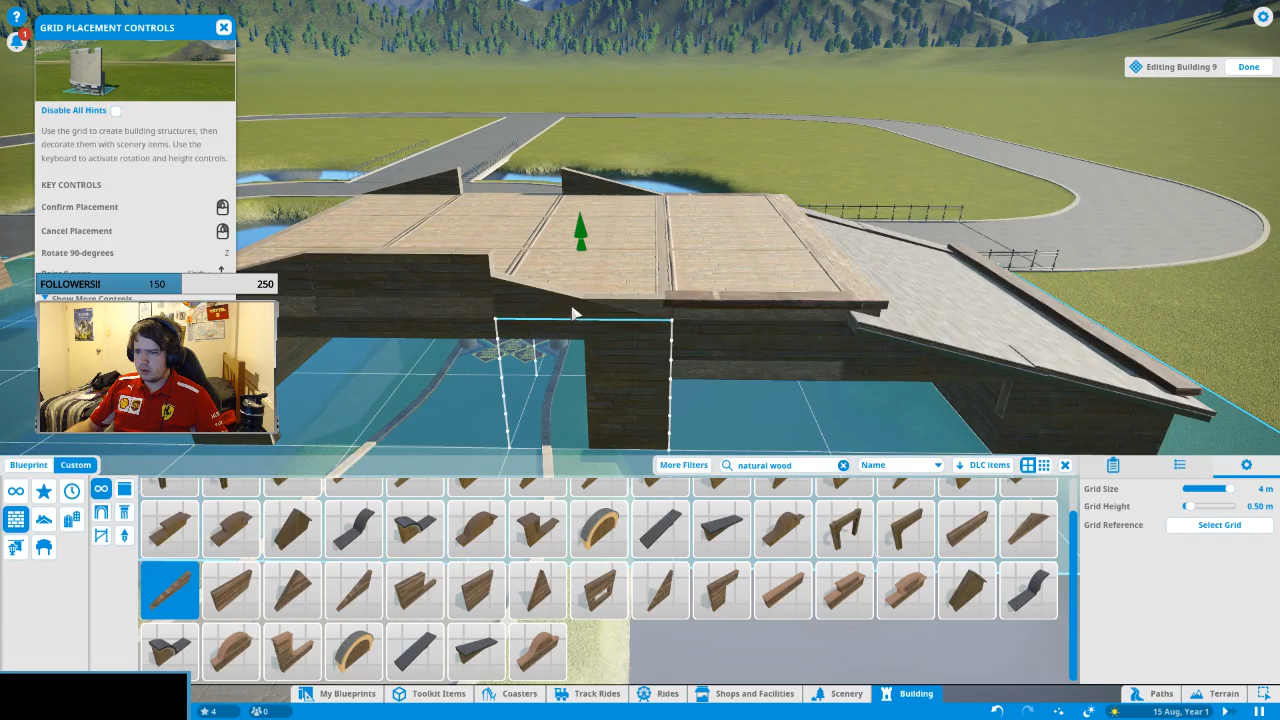 ?
1
GRID PLACEMENT CONTROLS
Disable All Hints
Use the grid to create building structures, then
decorate them with scenery items. Use the
keyboard to activate rotation and height controls.
KEY CONTROLS
Confirm Placement
Cancel Placement
Rotate 90-degrees Z
FOLLOWERS!! 150 250
Show More Controls
Editing Building 9 Done
Blueprint Custom
More Filters natural wood Name DLC items
Grid Size 4 m
Grid Height 0.50 m
Grid Reference Select Grid
My Blueprints Toolkit Items Coasters Track Rides Rides Shops and Facilities Scenery Building Paths Terrain
4 0 15 Aug, Year 1